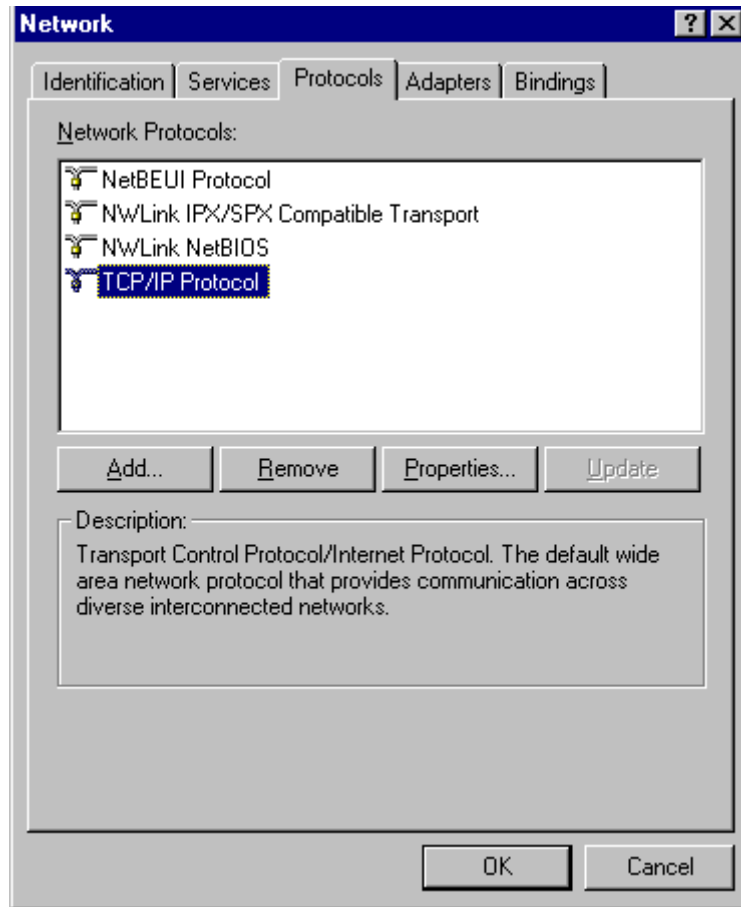 Network
Identification Services Protocols Adapters Bindings
Network Protocols:
NetBEUI Protocol
NWLink IPX/SPX Compatible Transport
NWLink NetBIOS
TCP/IP Protocol
Add... Remove Properties... Update
Description:
Transport Control Protocol/Internet Protocol. The default wide
area network protocol that provides communication across
diverse interconnected networks.
OK Cancel